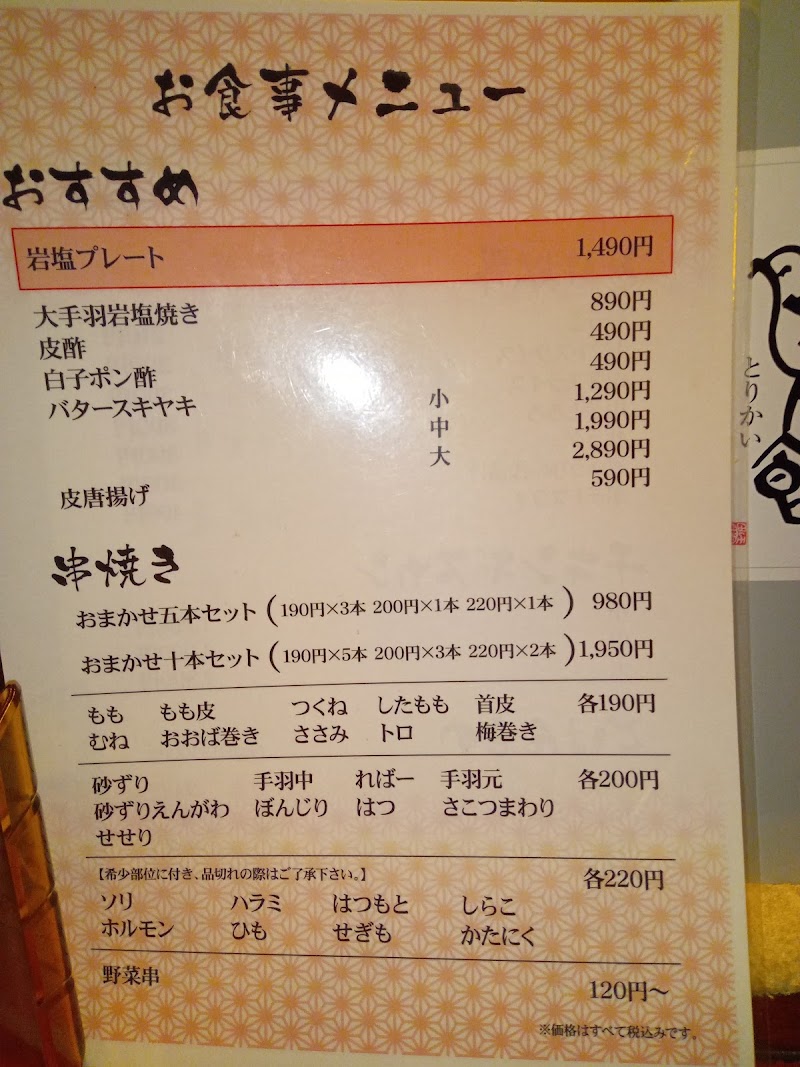 お食事メニュー
おすすめ
岩塩プレート 1,490円
大手羽岩塩焼き 890円
皮酢 490円
白子ポン酢 490円
バタースキヤキ 小 1,290円
中 1,990円
大 2,890円
皮唐揚げ 590円
串焼き
おまかせ五本セット (190円×3本 200円×1本 220円×1本) 980円
おまかせ十本セット (190円×5本 200円×3本 220円×2本) 1,950円
もも もも皮 つくね したもも 首皮 各190円
むね おおば巻き ささみ トロ 梅巻き
砂ずり 手羽中 ればー 手羽元 各200円
砂ずりえんがわ ぼんじり はつ さこつまわり
せせり
【希少部位に付き、品切れの際はご了承下さい。】 各220円
ソリ ハラミ はつもと しらこ
ホルモン ひも せぎも かたにく
野菜串 120円〜
※価格はすべて税込みです。
とりかい